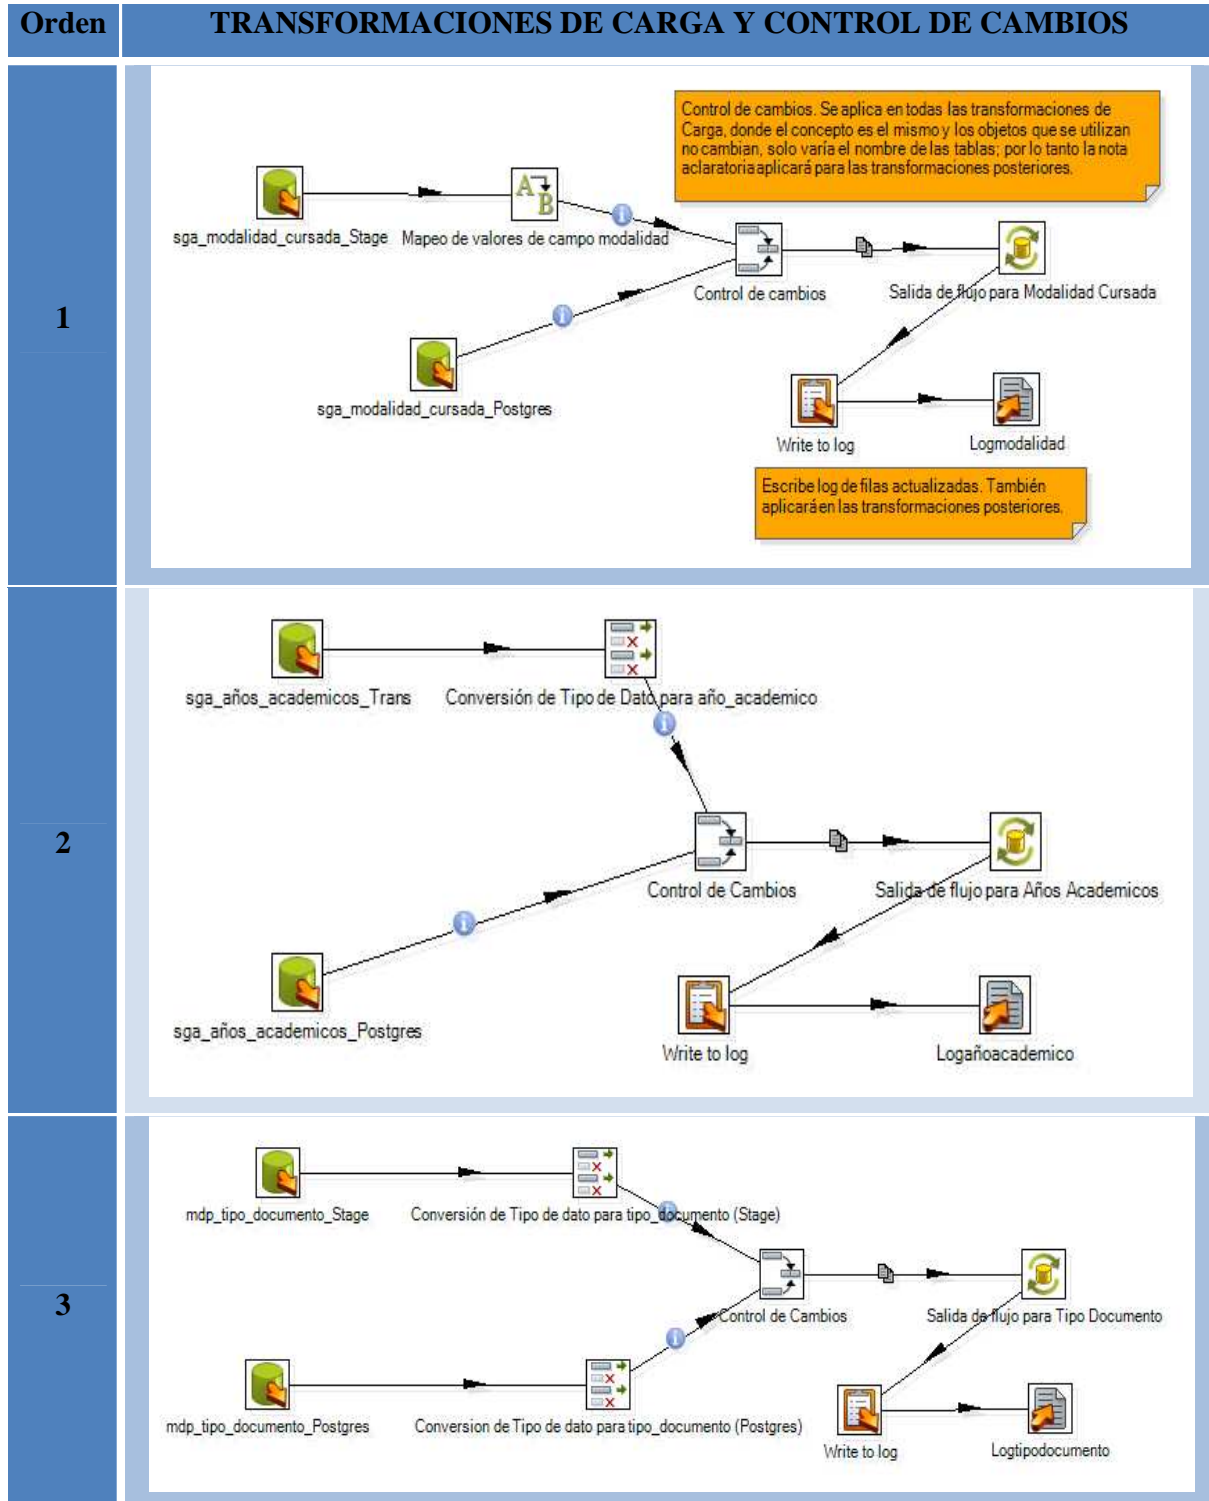 Orden TRANSFORMACIONES DE CARGA Y CONTROL DE CAMBIOS
1
Control de cambios. Se aplica en todas las transformaciones de
Carga, donde el concepto es el mismo y los objetos que se utilizan
no cambian, solo varía el nombre de las tablas; por lo tanto la nota
aclaratoria aplicará para las transformaciones posteriores.
A
B
sga_modalidad_cursada_Stage
Mapeo de valores de campo modalidad
Control de cambios
Salida de flujo para Modalidad Cursada
sga_modalidad_cursada_Postgres
Write to log
Logmodalidad
Escribe log de filas actualizadas. También
aplicará en las transformaciones posteriores.
2
sga_años_academicos_Trans
Conversión de Tipo de Dato para año_academico
Control de Cambios
Salida de flujo para Años Academicos
sga_años_academicos_Postgres
Write to log
Logañoacademico
3
mdp_tipo_documento_Stage
Conversión de Tipo de dato para tipo_documento (Stage)
Control de Cambios
Salida de flujo para Tipo Documento
mdp_tipo_documento_Postgres
Conversion de Tipo de dato para tipo_documento (Postgres)
Write to log
Logtipodocumento